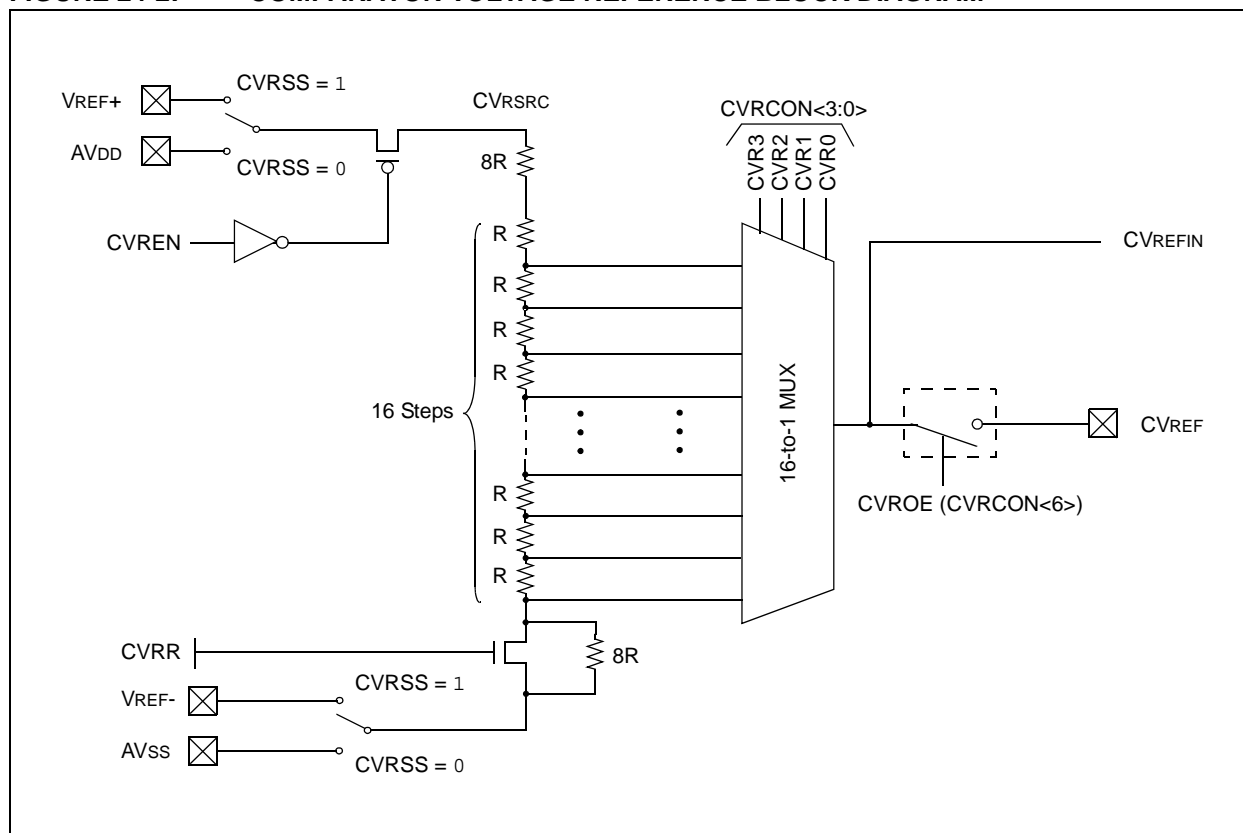 VREF+
CVRSS = 1
AVDD
CVRSS = 0
CVREN
CVRSRC
8R
R
R
R
R
16 Steps
R
R
R
CVRCON<3:0>
CVR3
CVR2
CVR1
CVR0
16-to-1 MUX
CVREFIN
CVREF
CVROE (CVRCON<6>)
CVRR
8R
VREF-
CVRSS = 1
AVSS
CVRSS = 0